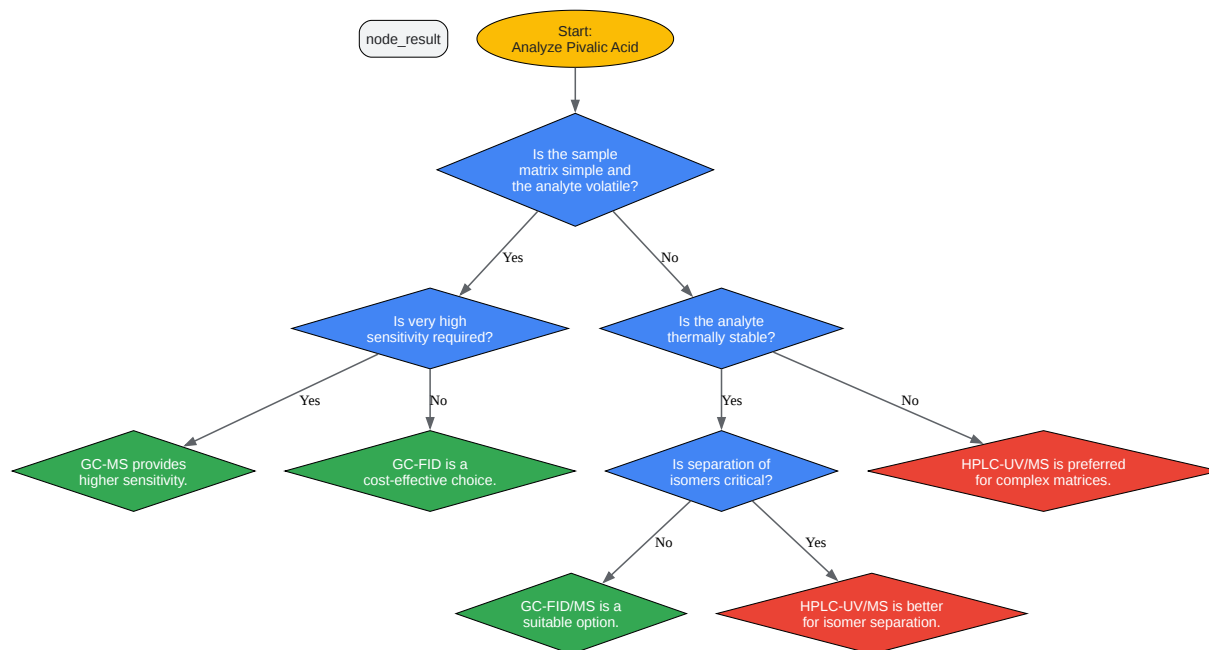 node_result
Start:
Analyze Pivalic Acid
Is the sample
matrix simple and
the analyte volatile?
Yes
No
Is very high
sensitivity required?
Is the analyte
thermally stable?
Yes
No
Yes
No
GC-MS provides
higher sensitivity.
GC-FID is a
cost-effective choice.
Is separation of
isomers critical?
HPLC-UV/MS is preferred
for complex matrices.
No
Yes
GC-FID/MS is a
suitable option.
HPLC-UV/MS is better
for isomer separation.